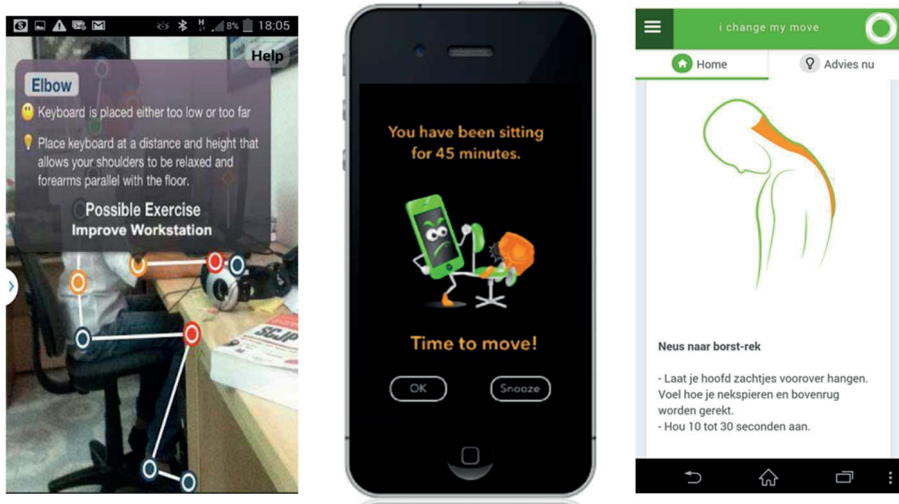 18:05
8%
Help
Elbow
Keyboard is placed either too low or too far
Place keyboard at a distance and height that
allows your shoulders to be relaxed and
forearms parallel with the floor.
Possible Exercise
Improve Workstation
SCJP
You have been sitting
for 45 minutes.
Time to move!
OK
Snooze
i change my move
Home
Advies nu
Neus naar borst-rek
- Laat je hoofd zachtjes voorover hangen.
Voel hoe je nekspieren en bovenrug
worden gerekt.
- Hou 10 tot 30 seconden aan.